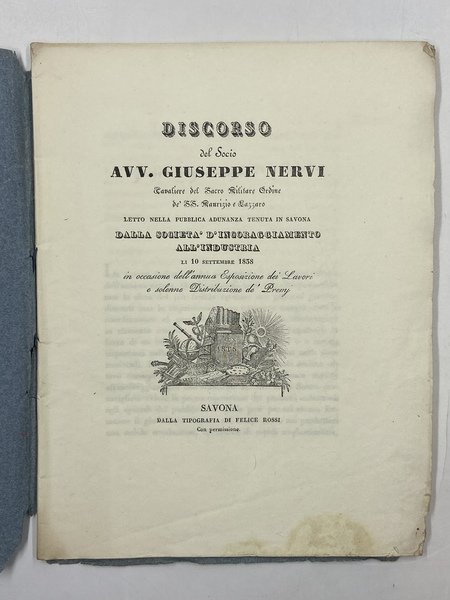 DISCORSO
del Socio
AVV. GIUSEPPE NERVI
Cavaliere del Sacro Militare Ordine
de' SS. Maurizio e Lazzaro
LETTO NELLA PUBBLICA ADUNANZA TENUTA IN SAVONA
DALLA SOCIETA' D'INCORAGGIAMENTO
ALL'INDUSTRIA
LI 10 SETTEMBRE 1838
in occasione dell'annua Esposizione dei Lavori
e solenne Distribuzione de' Premj
SAVONA
DALLA TIPOGRAFIA DI FELICE ROSSI
Con permissione.